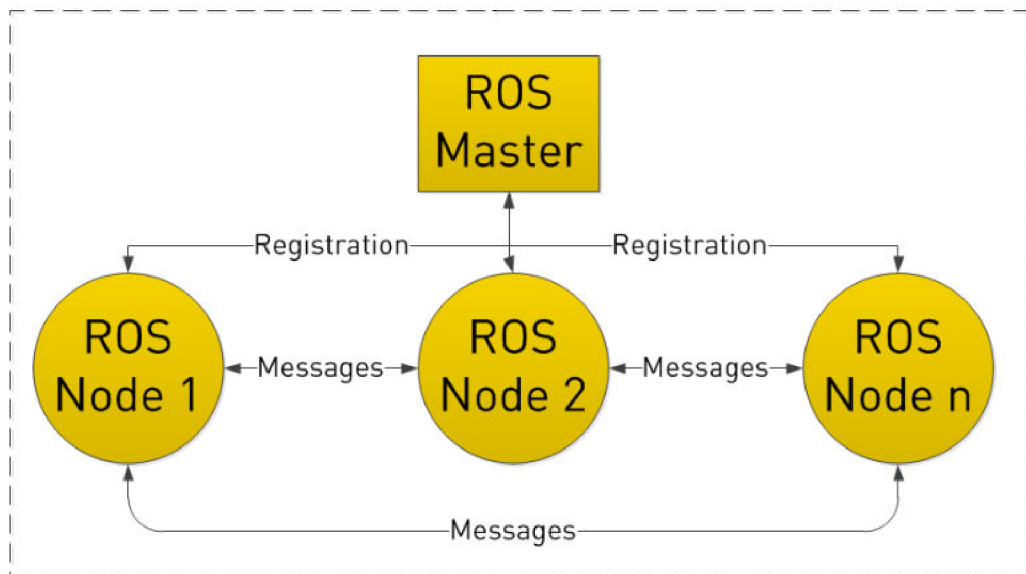 ROS
Master
Registration
Registration
ROS
Node 1
Messages
ROS
Node 2
Messages
ROS
Node n
Messages